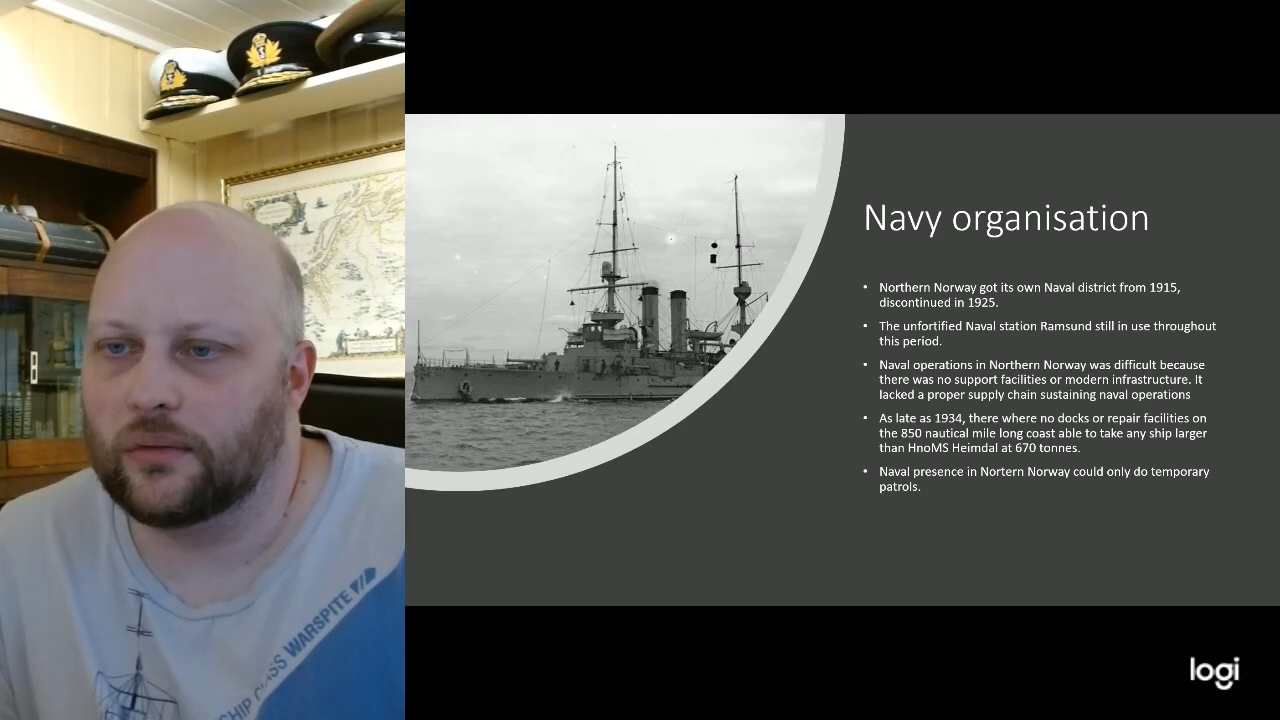 Navy organisation
• Northern Norway got its own Naval district from 1915,
discontinued in 1925.
• The unfortified Naval station Ramsund still in use throughout
this period.
• Naval operations in Northern Norway was difficult because
there was no support facilities or modern infrastructure. It
lacked a proper supply chain sustaining naval operations
• As late as 1934, there where no docks or repair facilities on
the 850 nautical mile long coast able to take any ship larger
than HnoMS Heimdal at 670 tonnes.
• Naval presence in Nortern Norway could only do temporary
patrols.
WARSPITE
logi